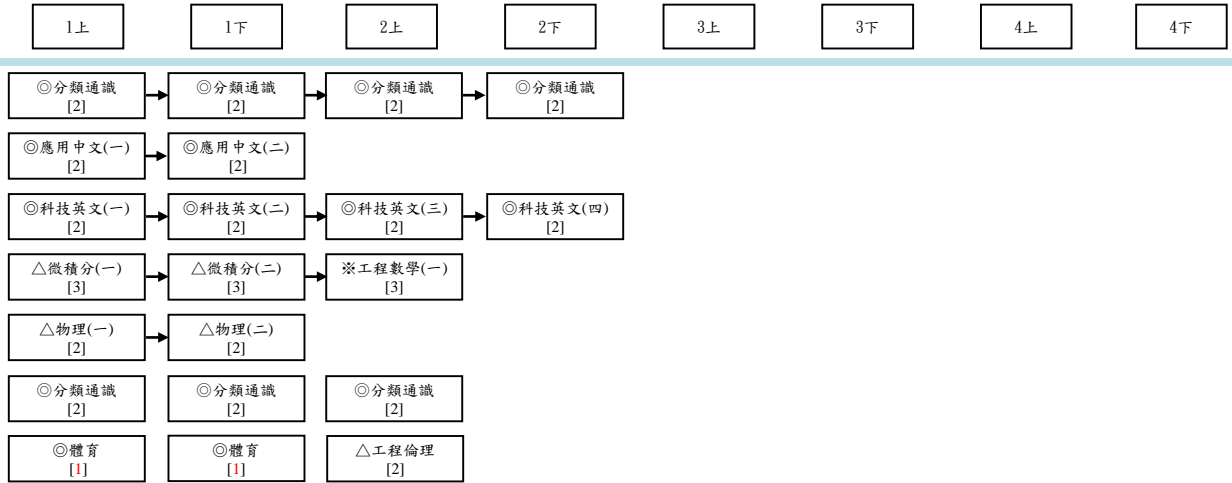 1上
1下
2上
2下
3上
3下
4上
4下
◎分類通識
[2]
◎分類通識
[2]
◎分類通識
[2]
◎分類通識
[2]
◎應用中文(一)
[2]
◎應用中文(二)
[2]
◎科技英文(一)
[2]
◎科技英文(二)
[2]
◎科技英文(三)
[2]
◎科技英文(四)
[2]
△微積分(一)
[3]
△微積分(二)
[3]
※工程數學(一)
[3]
△物理(一)
[2]
△物理(二)
[2]
◎分類通識
[2]
◎分類通識
[2]
◎分類通識
[2]
◎體育
[1]
◎體育
[1]
△工程倫理
[2]